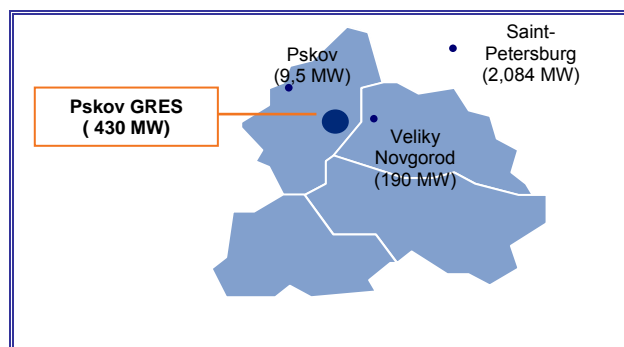 Saint-
Petersburg
(2,084 MW)
Pskov
(9,5 MW)
Pskov GRES
( 430 MW)
Veliky
Novgorod
(190 MW)